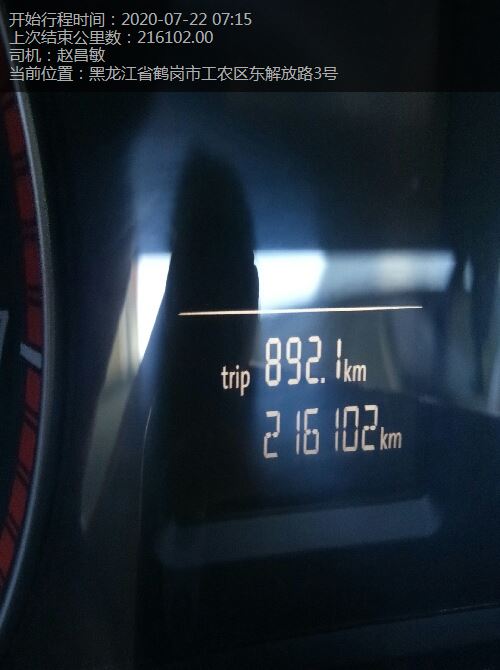 开始行程时间：2020-07-22 07:15
上次结束公里数：216102.00
司机：赵昌敏
当前位置：黑龙江省鹤岗市工农区东解放路3号
trip 892.1km
216102km